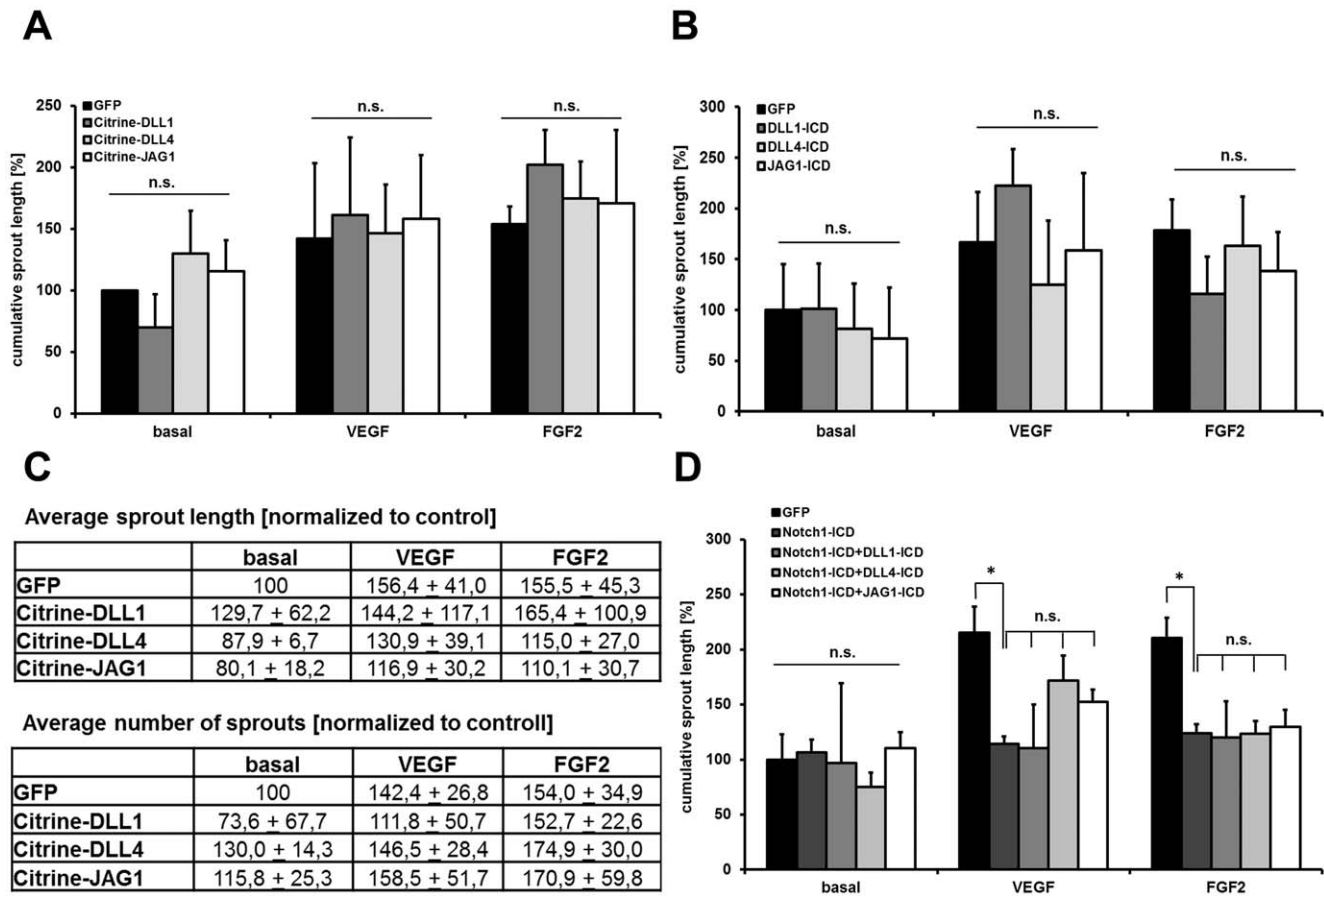 A
B
250
200
150
100
50
0
cumulative sprout length [%]
GFP
Citrine-DLL1
Citrine-DLL4
Citrine-JAG1
n.s.
n.s.
n.s.
basal
VEGF
FGF2
300
250
200
150
100
50
0
cumulative sprout length [%]
GFP
DLL1-ICD
DLL4-ICD
JAG1-ICD
n.s.
n.s.
n.s.
basal
VEGF
FGF2
C
Average sprout length [normalized to control]
basal VEGF FGF2
GFP 100 156,4 ± 41,0 155,5 ± 45,3
Citrine-DLL1 129,7 ± 62,2 144,2 ± 117,1 165,4 ± 100,9
Citrine-DLL4 87,9 + 6,7 130,9 ± 39,1 115,0 ± 27,0
Citrine-JAG1 80,1 ± 18,2 116,9 ± 30,2 110,1 ± 30,7
Average number of sprouts [normalized to controll]
basal VEGF FGF2
GFP 100 142,4 ± 26,8 154,0 ± 34,9
Citrine-DLL1 73,6 ± 67,7 111,8 ± 50,7 152,7 ± 22,6
Citrine-DLL4 130,0 ± 14,3 146,5 ± 28,4 174,9 ± 30,0
Citrine-JAG1 115,8 ± 25,3 158,5 ± 51,7 170,9 ± 59,8
D
GFP
Notch1-ICD
Notch1-ICD+DLL1-ICD
Notch1-ICD+DLL4-ICD
Notch1-ICD+JAG1-ICD
300
250
200
150
100
50
0
cumulative sprout length [%]
n.s.
*
n.s.
*
n.s.
basal
VEGF
FGF2